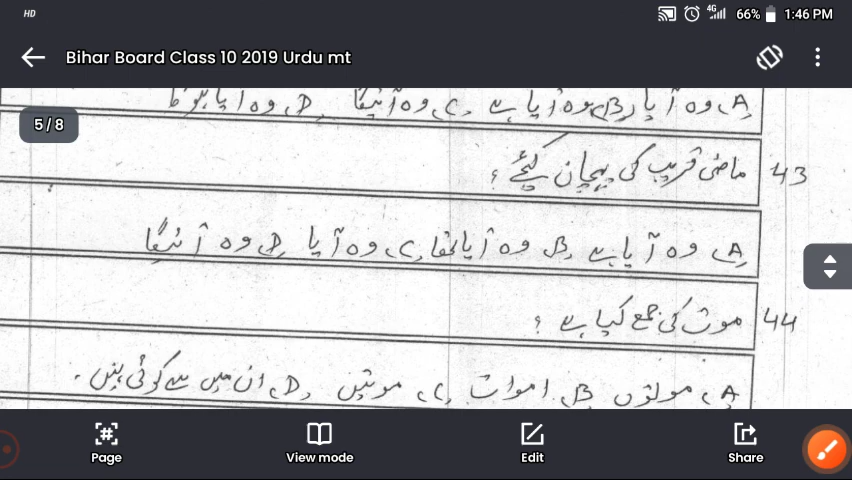 HD 4G 66% 1:46 PM
Bihar Board Class 10 2019 Urdu mt
A, وہ آیا B, وہ آیا ہے C, وہ آئیگا D, وہ آیا ہوگا
5/8
43 ماضی قریب کی پہچان کیجئے ؟
A, وہ آیا ہے B, وہ آیا تھا C, وہ آیا D, وہ آئیگا
44 موت کی جمع کیا ہے ؟
A, موتوں B, اموات C, موتیں D, ان میں سے کوئی نہیں ۔
Page View mode Edit Share